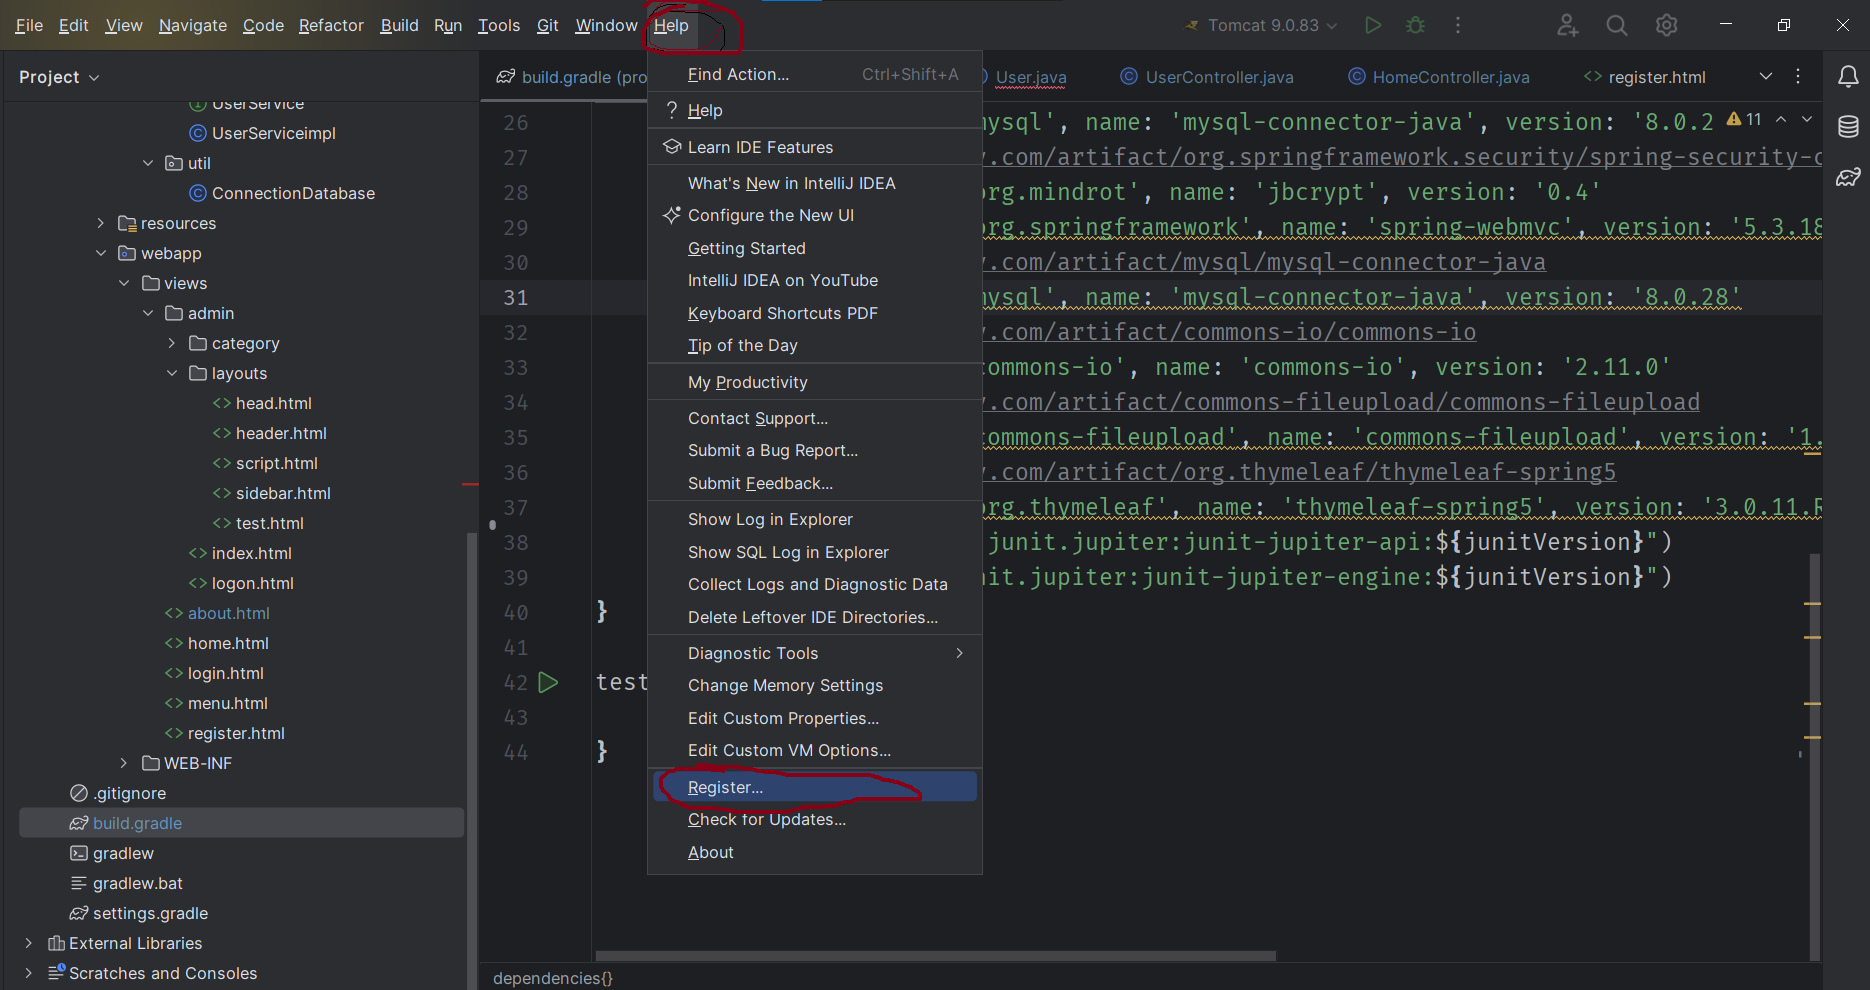 File Edit View Navigate Code Refactor Build Run Tools Git Window Help Tomcat 9.0.83
Project
UserService
UserServiceimpl
util
ConnectionDatabase
resources
webapp
views
admin
category
layouts
head.html
header.html
script.html
sidebar.html
test.html
index.html
logon.html
about.html
home.html
login.html
menu.html
register.html
WEB-INF
.gitignore
build.gradle
gradlew
gradlew.bat
settings.gradle
External Libraries
Scratches and Consoles
build.gradle (pro User.java UserController.java HomeController.java register.html
Find Action... Ctrl+Shift+A
Help
Learn IDE Features
What's New in IntelliJ IDEA
Configure the New UI
Getting Started
IntelliJ IDEA on YouTube
Keyboard Shortcuts PDF
Tip of the Day
My Productivity
Contact Support...
Submit a Bug Report...
Submit Feedback...
Show Log in Explorer
Show SQL Log in Explorer
Collect Logs and Diagnostic Data
Delete Leftover IDE Directories...
Diagnostic Tools
Change Memory Settings
Edit Custom Properties...
Edit Custom VM Options...
Register...
Check for Updates...
About
26 mysql', name: 'mysql-connector-java', version: '8.0.2 11
27 .com/artifact/org.springframework.security/spring-security-c
28 org.mindrot', name: 'jbcrypt', version: '0.4'
29 org.springframework', name: 'spring-webmvc', version: '5.3.18
30 .com/artifact/mysql/mysql-connector-java
31 mysql', name: 'mysql-connector-java', version: '8.0.28'
32 .com/artifact/commons-io/commons-io
33 commons-io', name: 'commons-io', version: '2.11.0'
34 .com/artifact/commons-fileupload/commons-fileupload
35 commons-fileupload', name: 'commons-fileupload', version: '1.
36 .com/artifact/org.thymeleaf/thymeleaf-spring5
37 org.thymeleaf', name: 'thymeleaf-spring5', version: '3.0.11.R
38 junit.jupiter:junit-jupiter-api:${junitVersion}")
39 nit.jupiter:junit-jupiter-engine:${junitVersion}")
40 }
41
42 test
43
44 }
dependencies{}